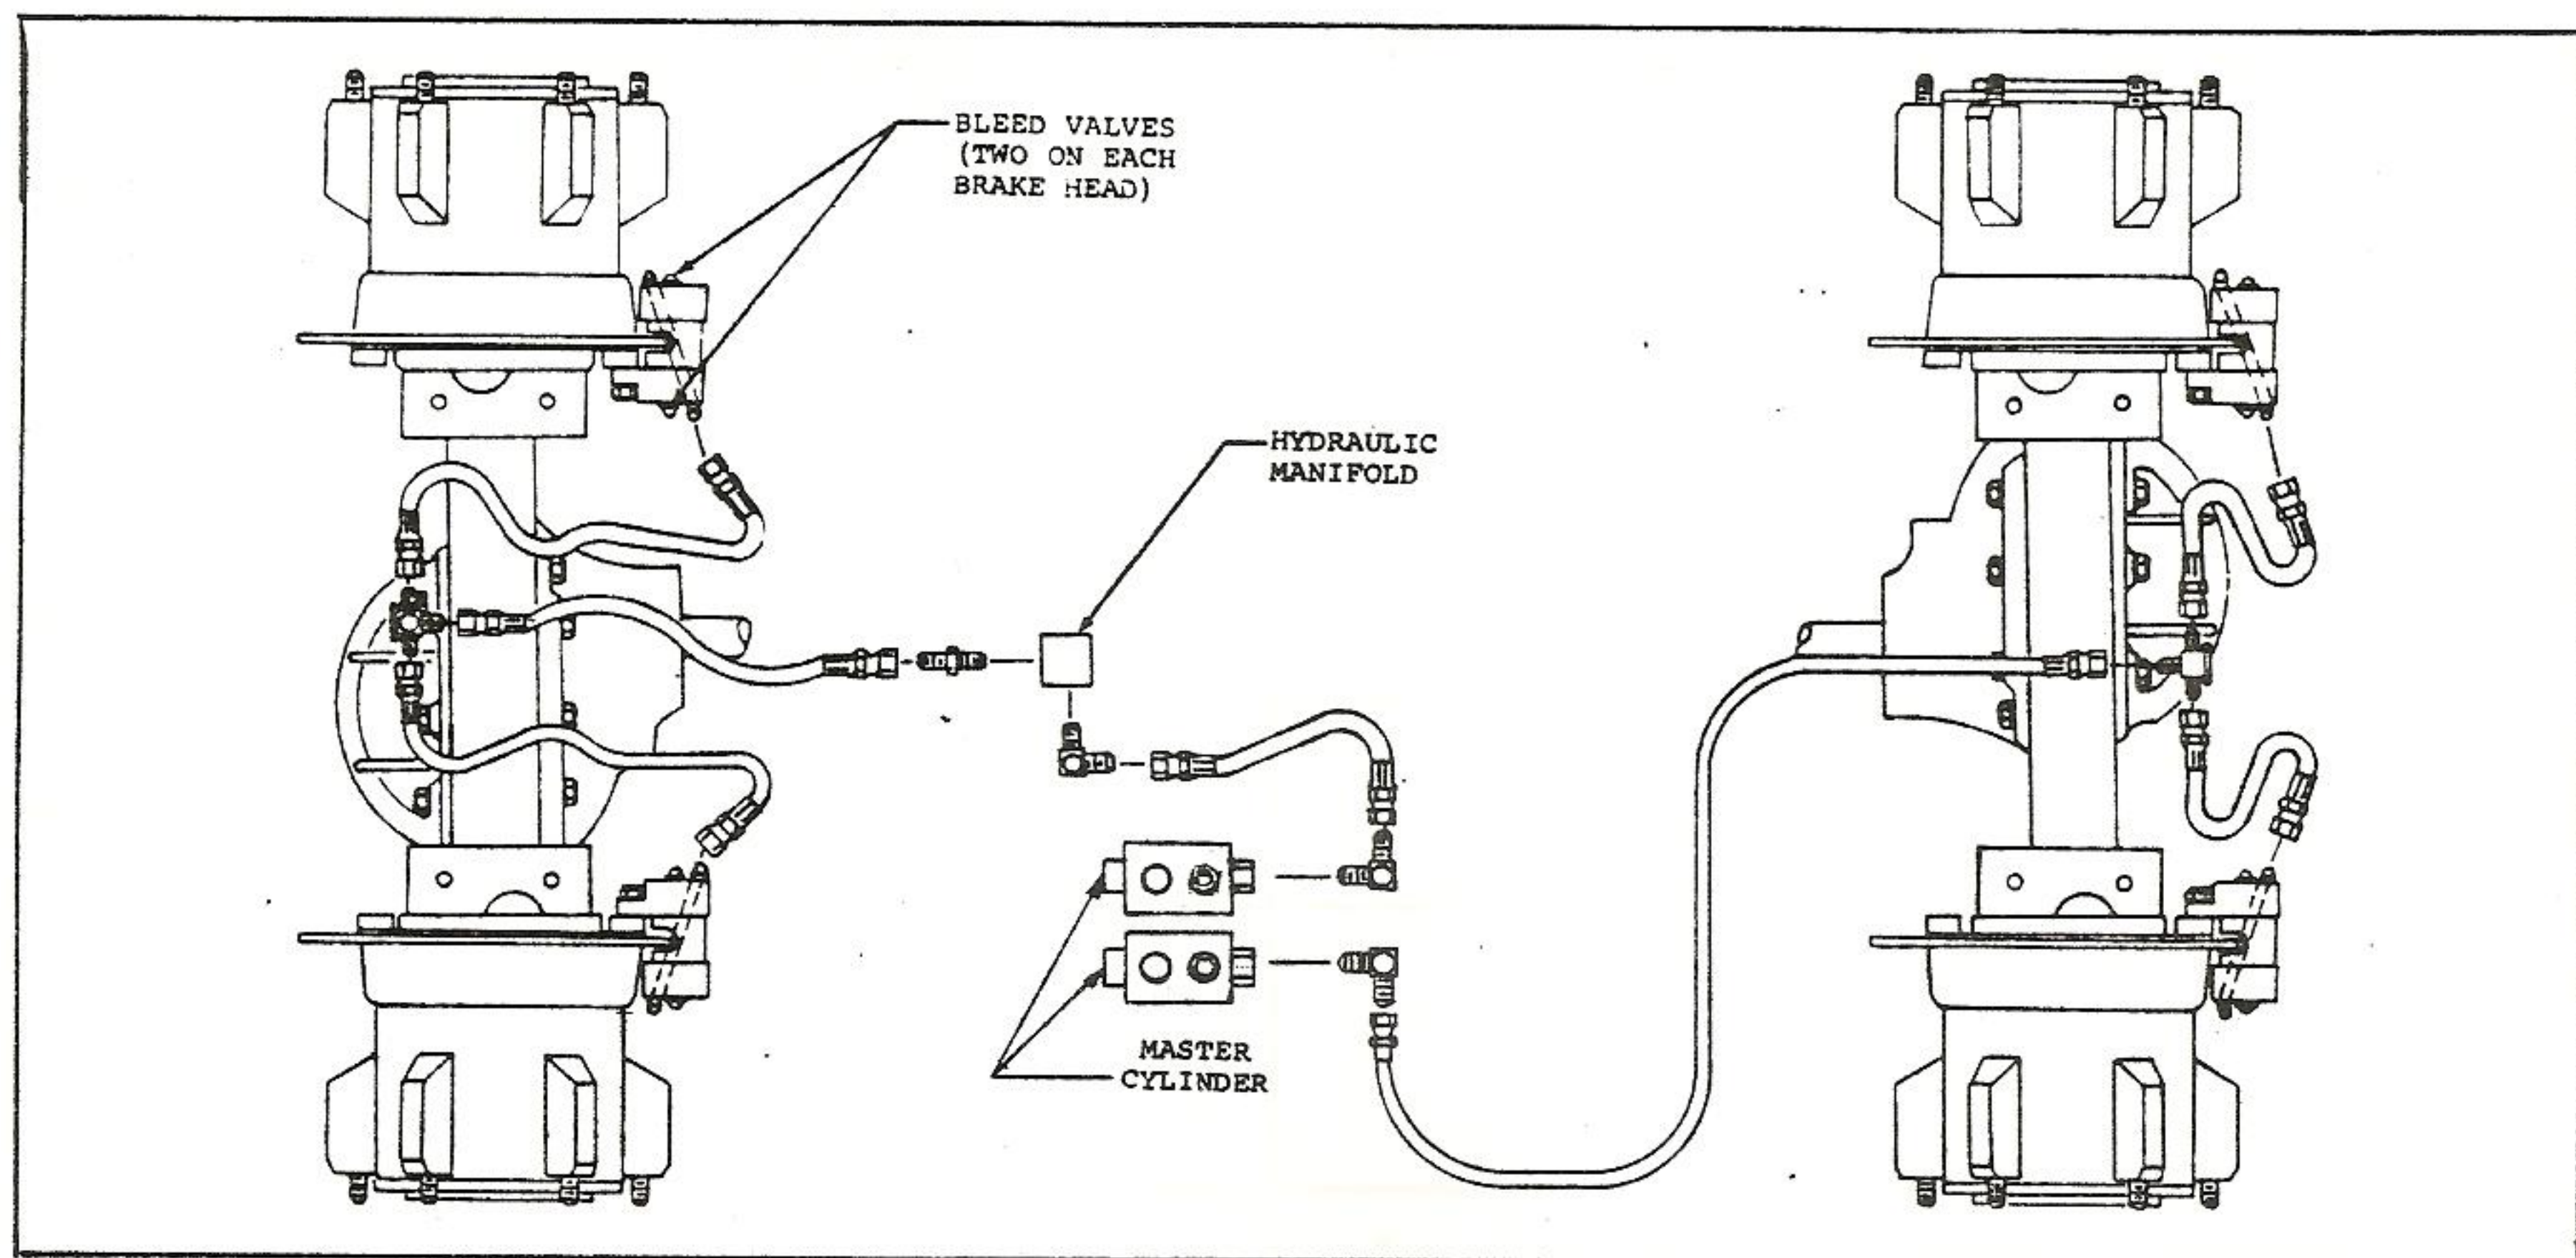 BLEED VALVES
(TWO ON EACH
BRAKE HEAD)
HYDRAULIC
MANIFOLD
MASTER
CYLINDER